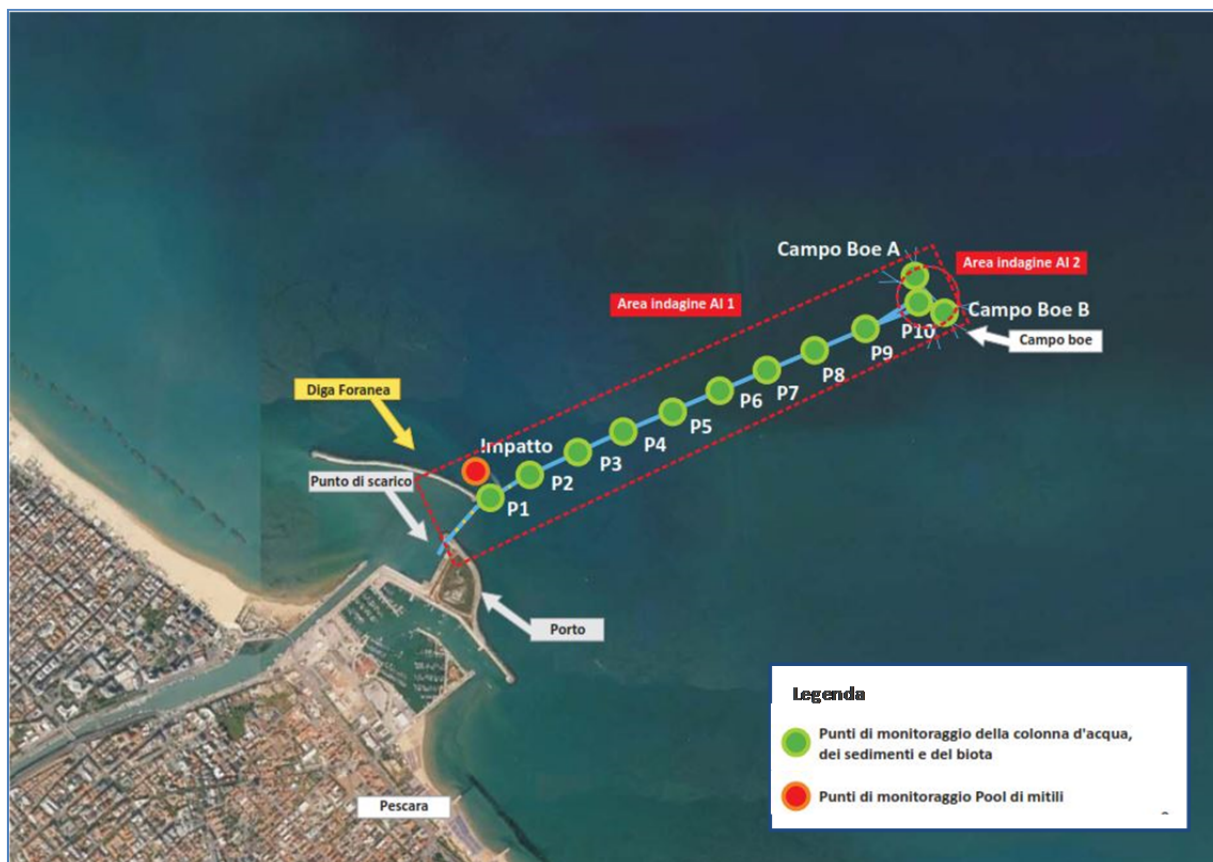 Campo Boe A
Area indagine AI 2
Area indagine AI 1
Campo Boe B
P10
Campo boe
P9
P8
P7
P6
P5
Diga Foranea
P4
Impatto
P3
Punto di scarico
P2
P1
Porto
Legenda
Punti di monitoraggio della colonna d'acqua,
dei sedimenti e del biota
Punti di monitoraggio Pool di mitili
Pescara